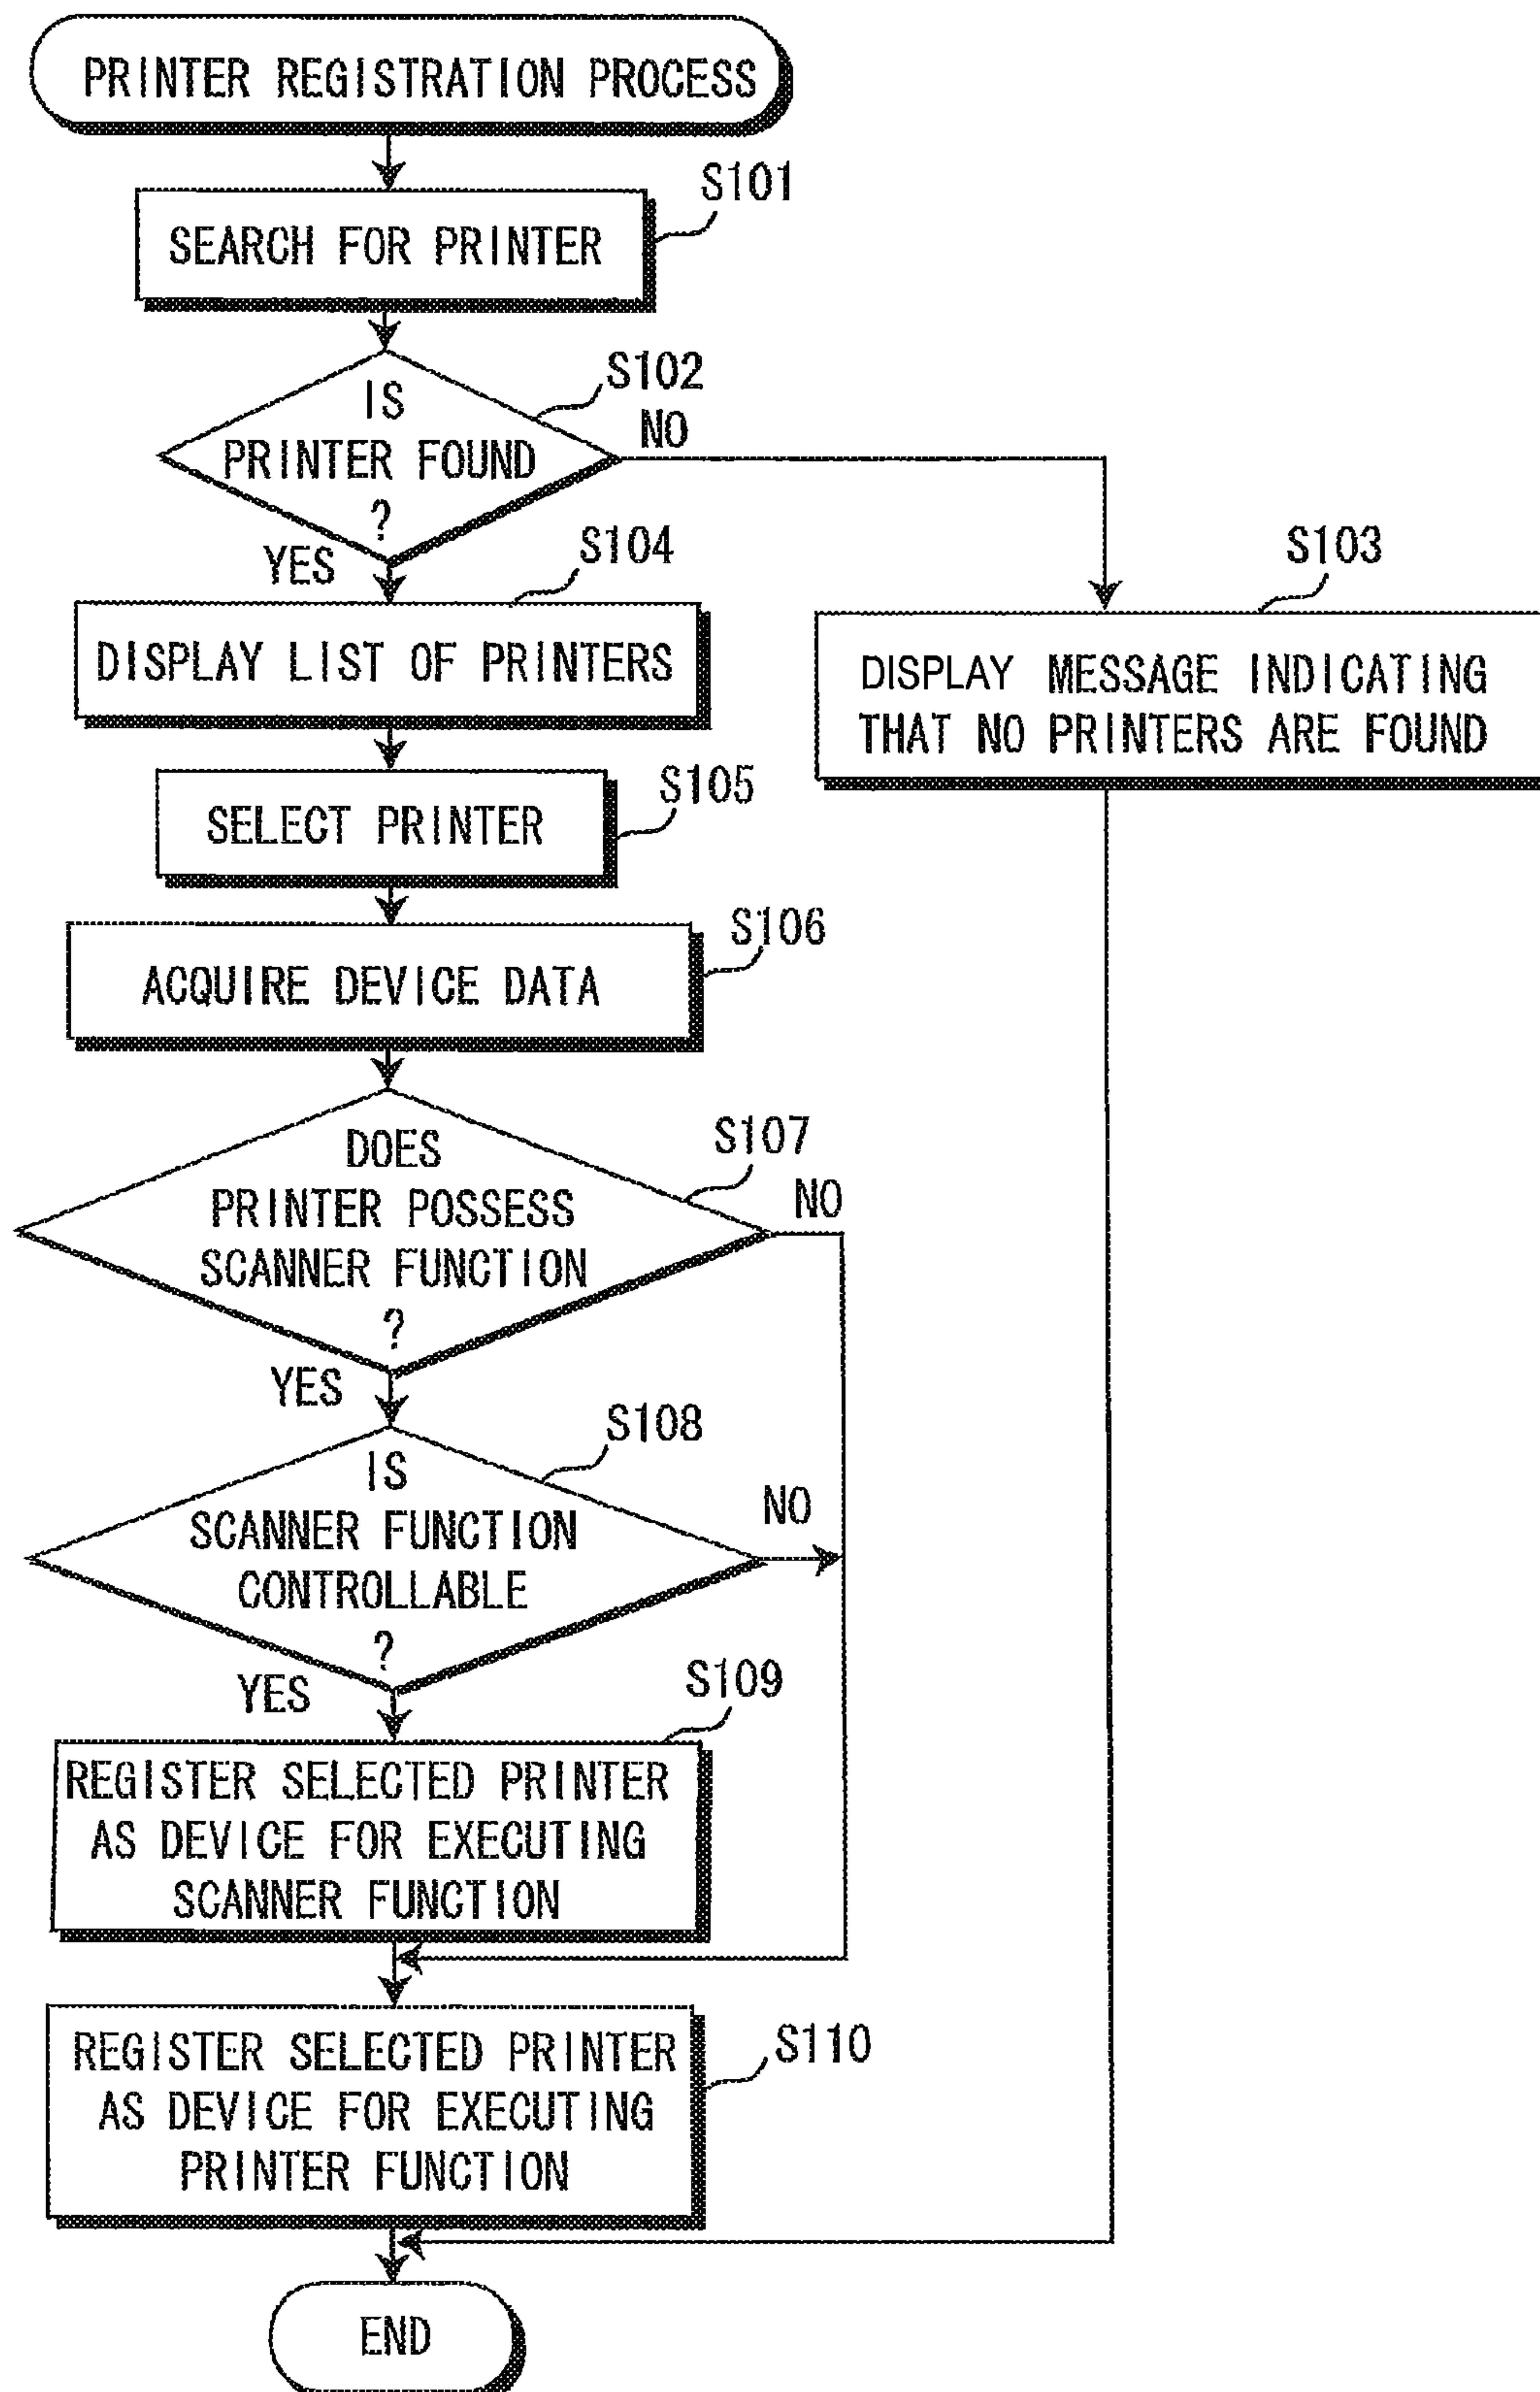 PRINTER REGISTRATION PROCESS
S101
SEARCH FOR PRINTER
S102
IS
PRINTER FOUND
?
NO
YES
S104
S103
DISPLAY LIST OF PRINTERS
DISPLAY MESSAGE INDICATING
THAT NO PRINTERS ARE FOUND
S105
SELECT PRINTER
S106
ACQUIRE DEVICE DATA
S107
DOES
PRINTER POSSESS
SCANNER FUNCTION
?
NO
YES
S108
IS
SCANNER FUNCTION
CONTROLLABLE
?
NO
YES
S109
REGISTER SELECTED PRINTER
AS DEVICE FOR EXECUTING
SCANNER FUNCTION
S110
REGISTER SELECTED PRINTER
AS DEVICE FOR EXECUTING
PRINTER FUNCTION
END